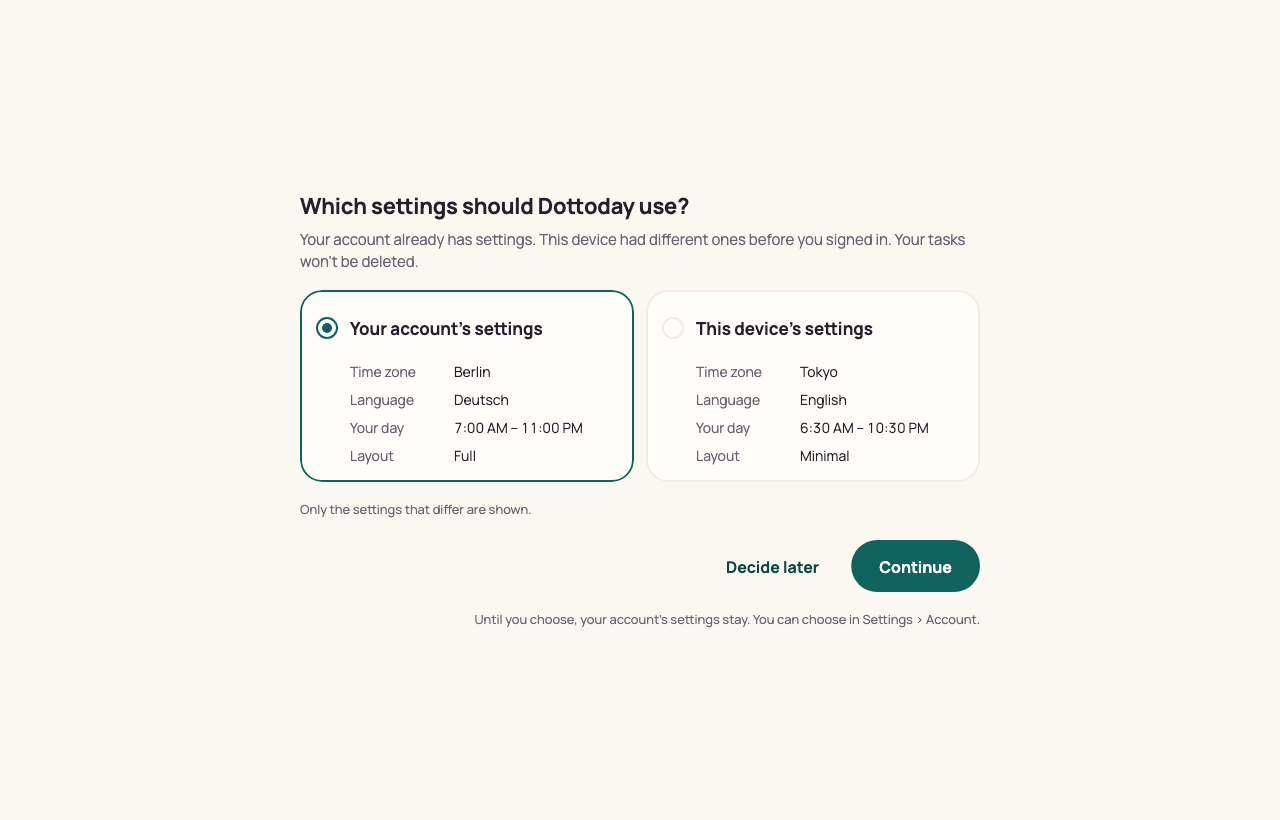 Which settings should Dottoday use?
Your account already has settings. This device had different ones before you signed in. Your tasks
won't be deleted.
Your account's settings
Time zone Berlin
Language Deutsch
Your day 7:00 AM – 11:00 PM
Layout Full
This device's settings
Time zone Tokyo
Language English
Your day 6:30 AM – 10:30 PM
Layout Minimal
Only the settings that differ are shown.
Decide later
Continue
Until you choose, your account's settings stay. You can choose in Settings › Account.